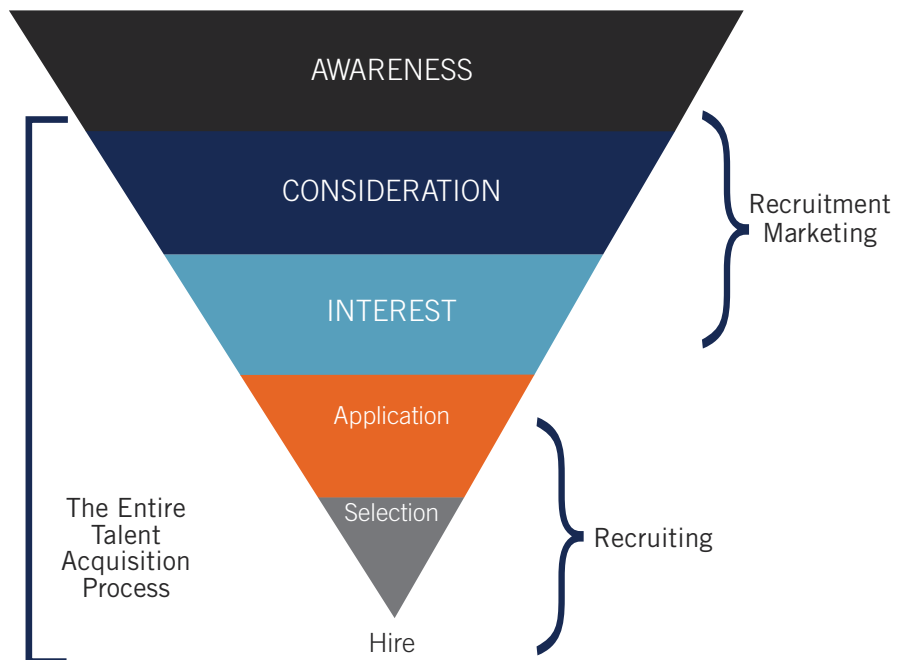 AWARENESS
CONSIDERATION
Recruitment
Marketing
INTEREST
Application
Selection
The Entire
Talent
Acquisition
Process
Recruiting
Hire